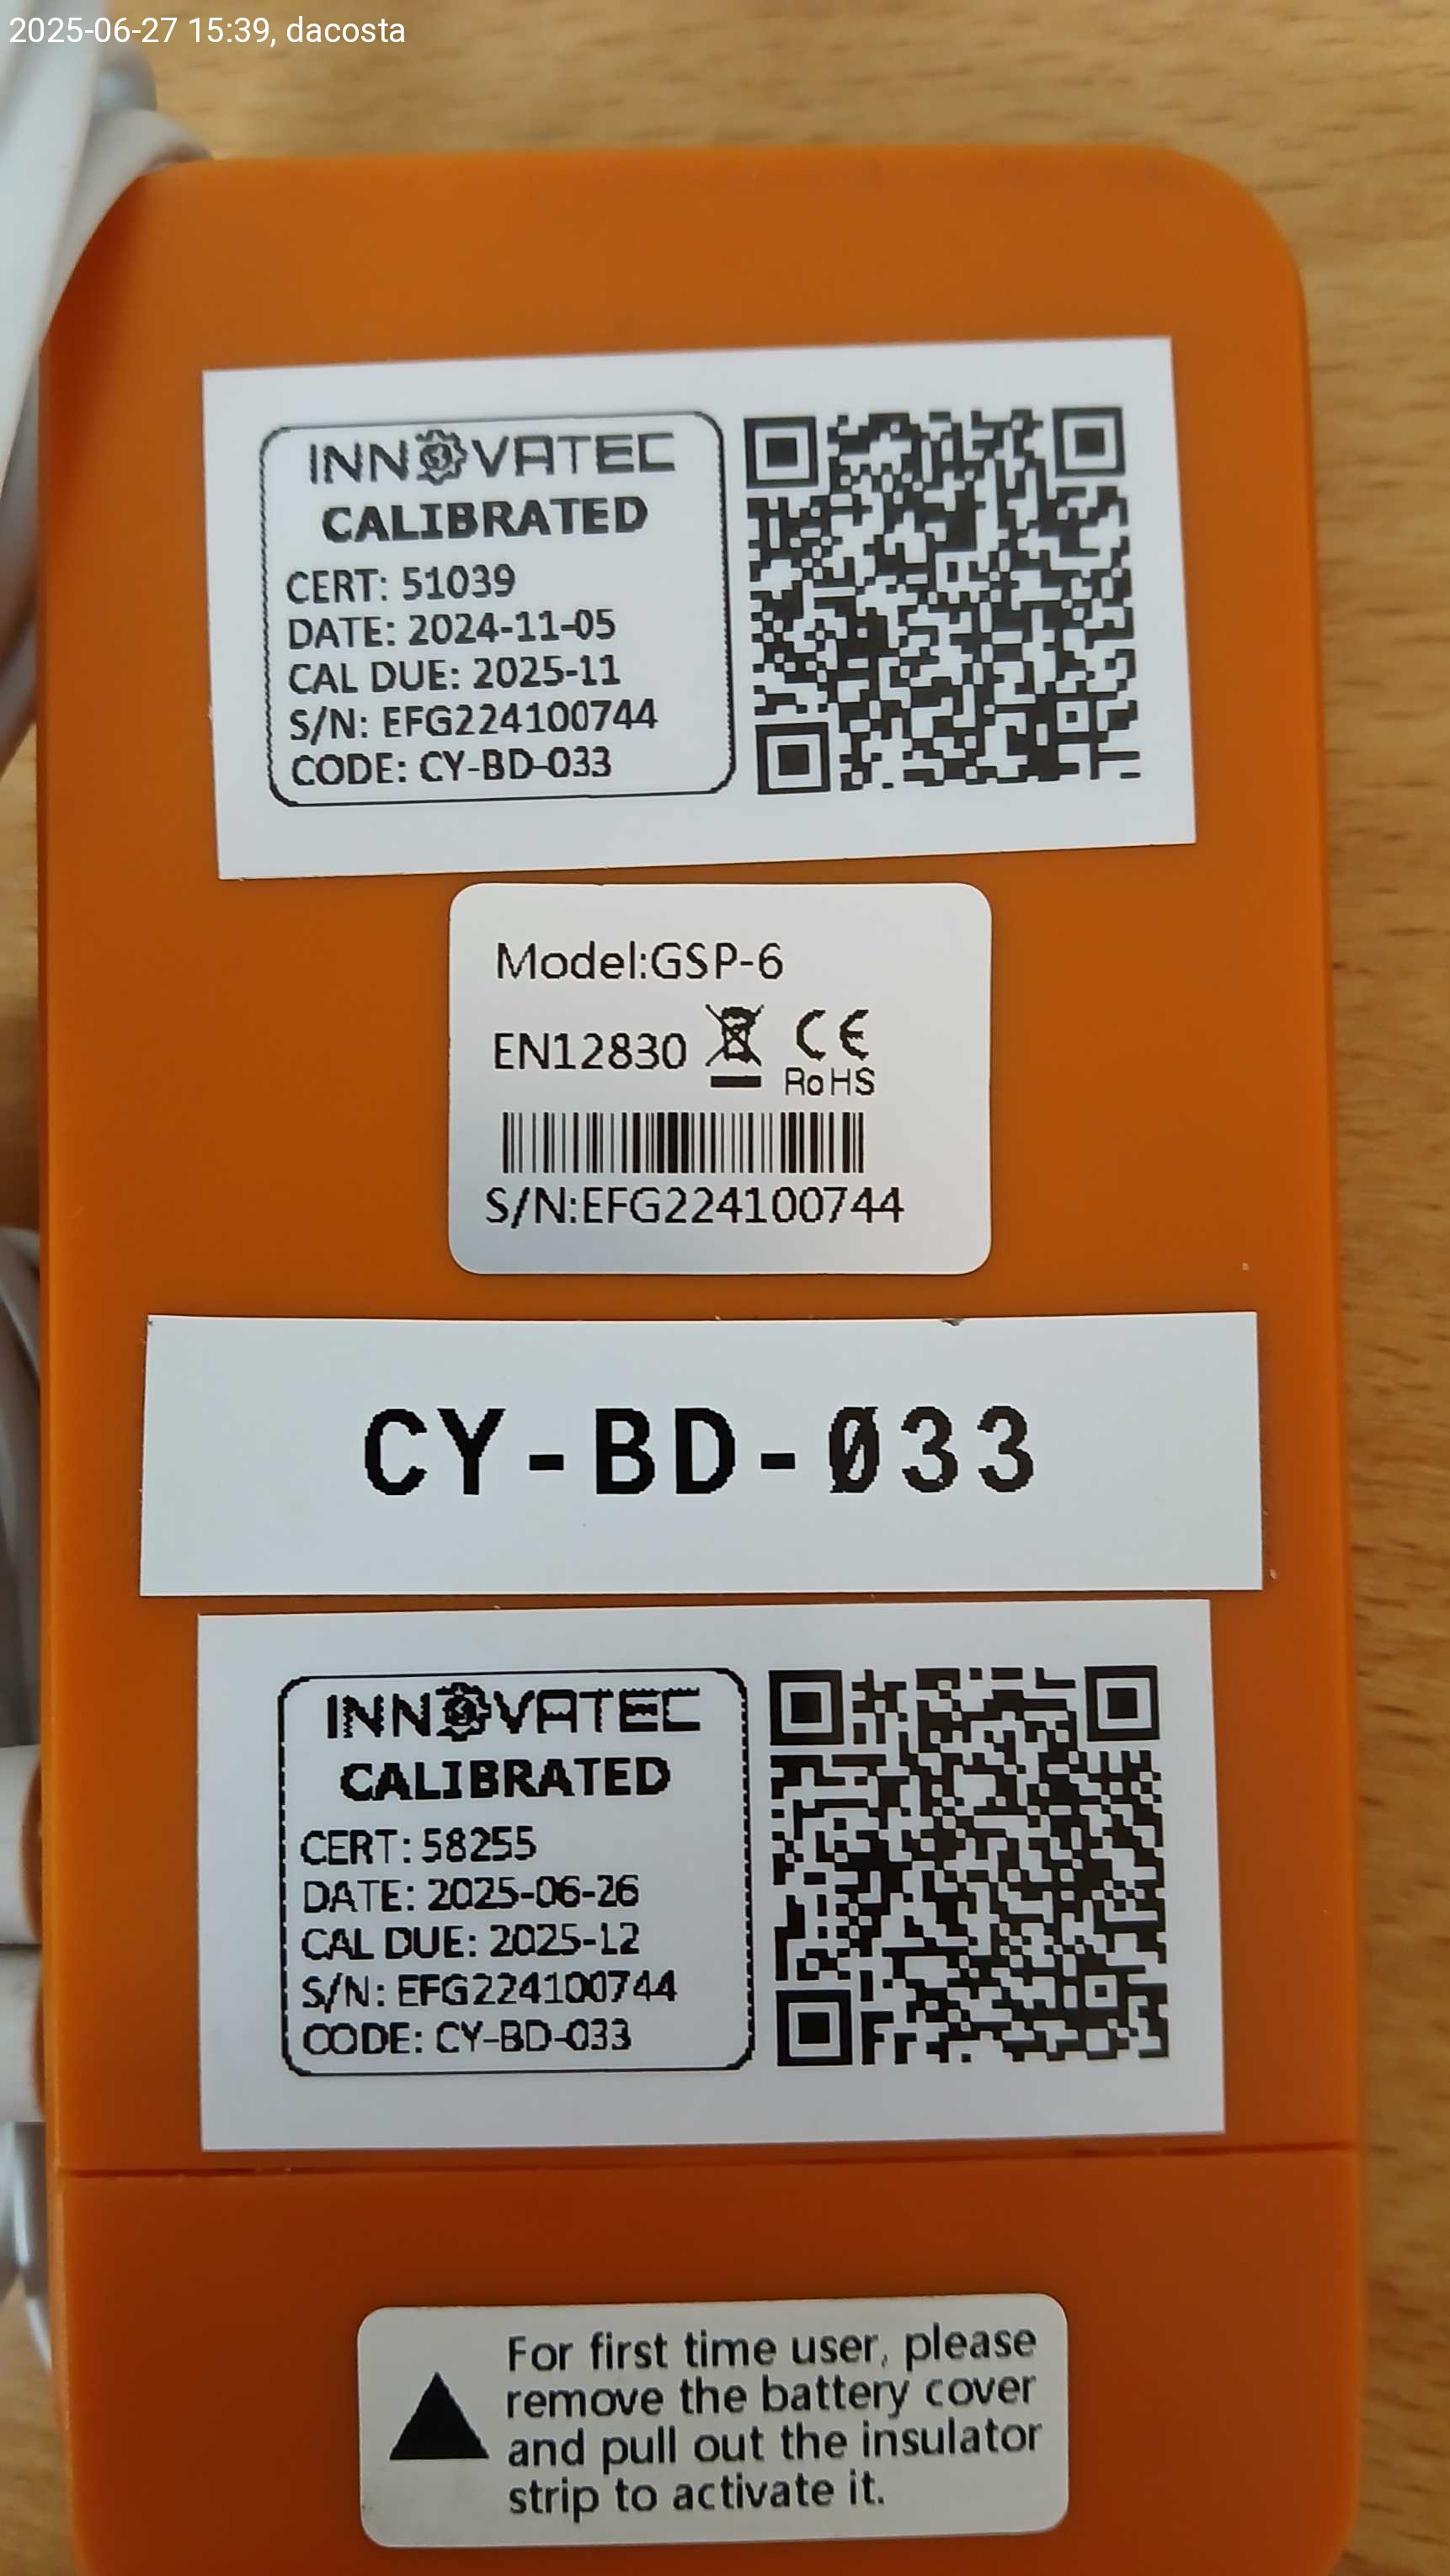 2025-06-27 15:39, dacosta
INNOVATEC
CALIBRATED
CERT: 51039
DATE: 2024-11-05
CAL DUE: 2025-11
S/N: EFG224100744
CODE: CY-BD-033
Model:GSP-6
EN12830 CE
RoHS
S/N:EFG224100744
CY-BD-033
INNOVATEC
CALIBRATED
CERT: 58255
DATE: 2025-06-26
CAL DUE: 2025-12
S/N: EFG224100744
CODE: CY-BD-033
For first time user, please
remove the battery cover
and pull out the insulator
strip to activate it.